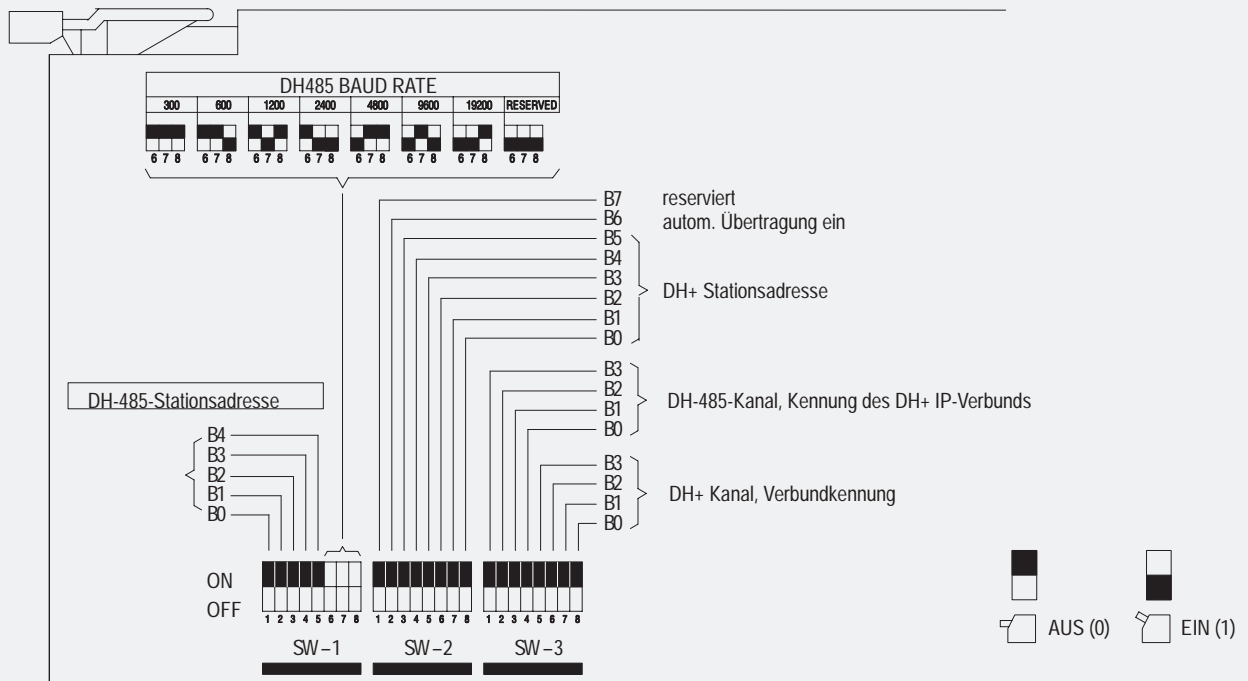 DH485 BAUD RATE
300 600 1200 2400 4800 9600 19200 RESERVED
6 7 8 6 7 8 6 7 8 6 7 8 6 7 8 6 7 8 6 7 8 6 7 8
B7 reserviert
B6 autom. Übertragung ein
B5
B4
B3
B2 DH+ Stationsadresse
B1
B0
B3
B2 DH-485-Kanal, Kennung des DH+ IP-Verbunds
B1
B0
B3
B2 DH+ Kanal, Verbundkennung
B1
B0
DH-485-Stationsadresse
B4
B3
B2
B1
B0
ON
OFF
1 2 3 4 5 6 7 8 1 2 3 4 5 6 7 8 1 2 3 4 5 6 7 8
SW–1 SW–2 SW–3
AUS (0) EIN (1)